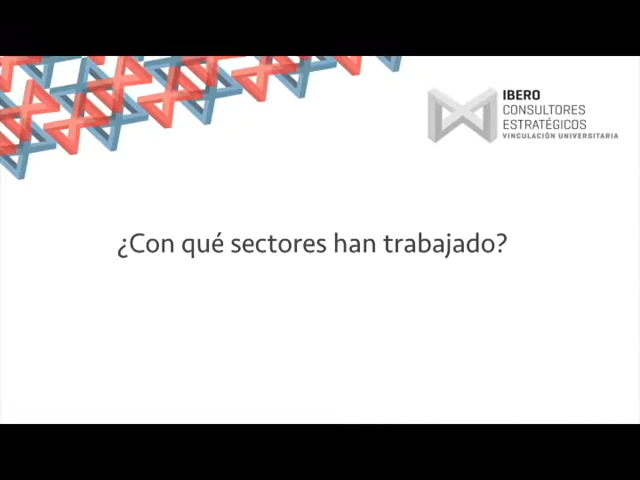 IBERO
CONSULTORES
ESTRATÉGICOS
VINCULACIÓN UNIVERSITARIA
¿Con qué sectores han trabajado?